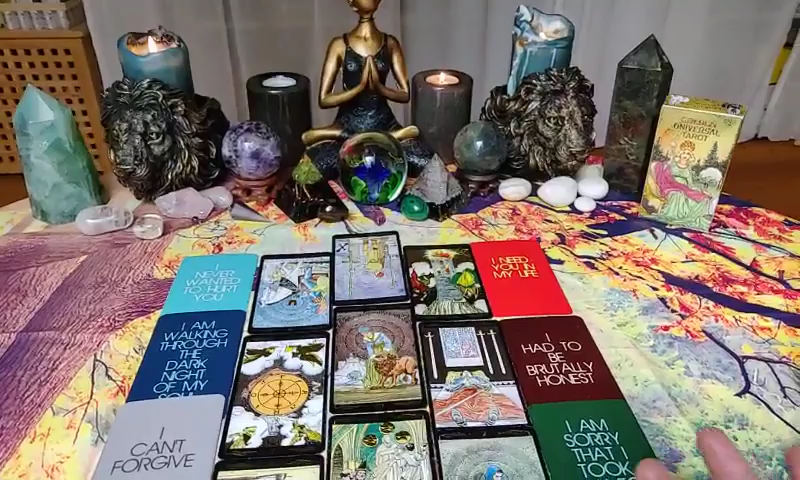 UNIVERSAL
TAROT
I
NEVER
WANTED
TO HURT
YOU
X
I NEED
YOU IN
MY LIFE
I AM
WALKING
THROUGH
THE
DARK
NIGHT
OF MY
I HAD TO
BE
BRUTALLY
HONEST
I
CANT
FORGIVE
I AM
SORRY
THAT I
TOOK